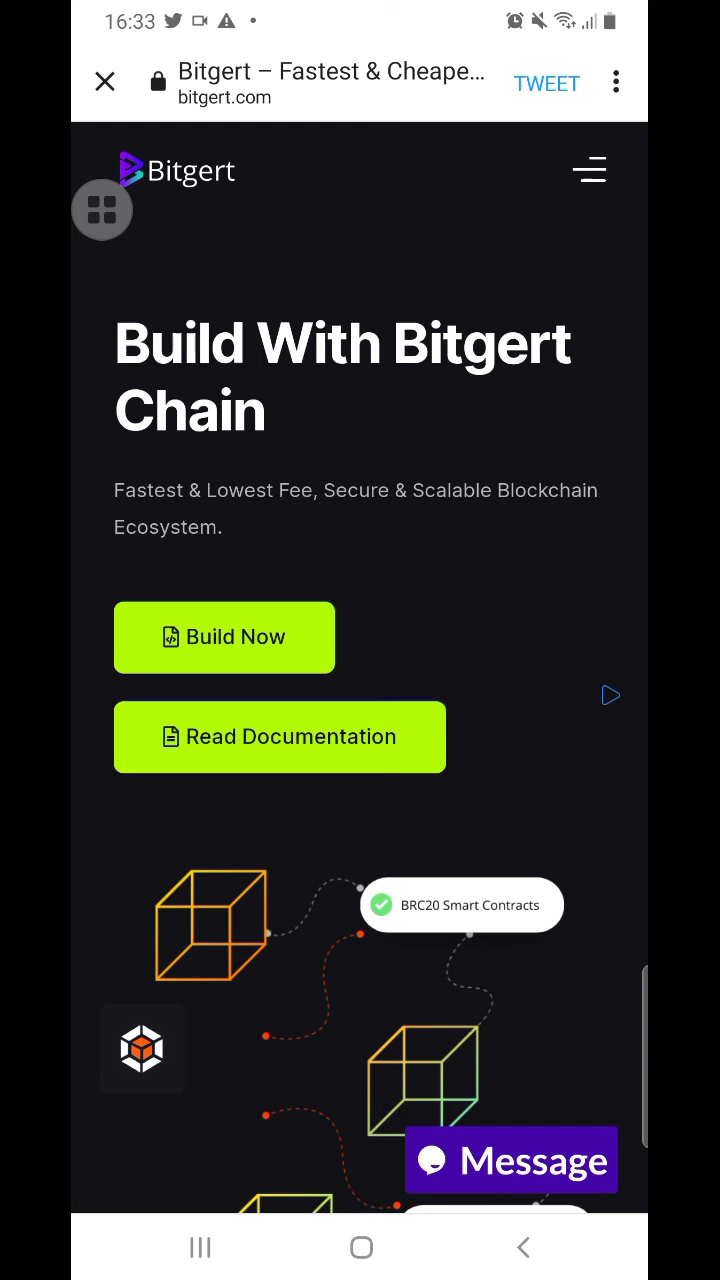 16:33
Bitgert – Fastest & Cheape...
bitgert.com
TWEET
Bitgert
Build With Bitgert
Chain
Fastest & Lowest Fee, Secure & Scalable Blockchain
Ecosystem.
Build Now
Read Documentation
BRC20 Smart Contracts
Message